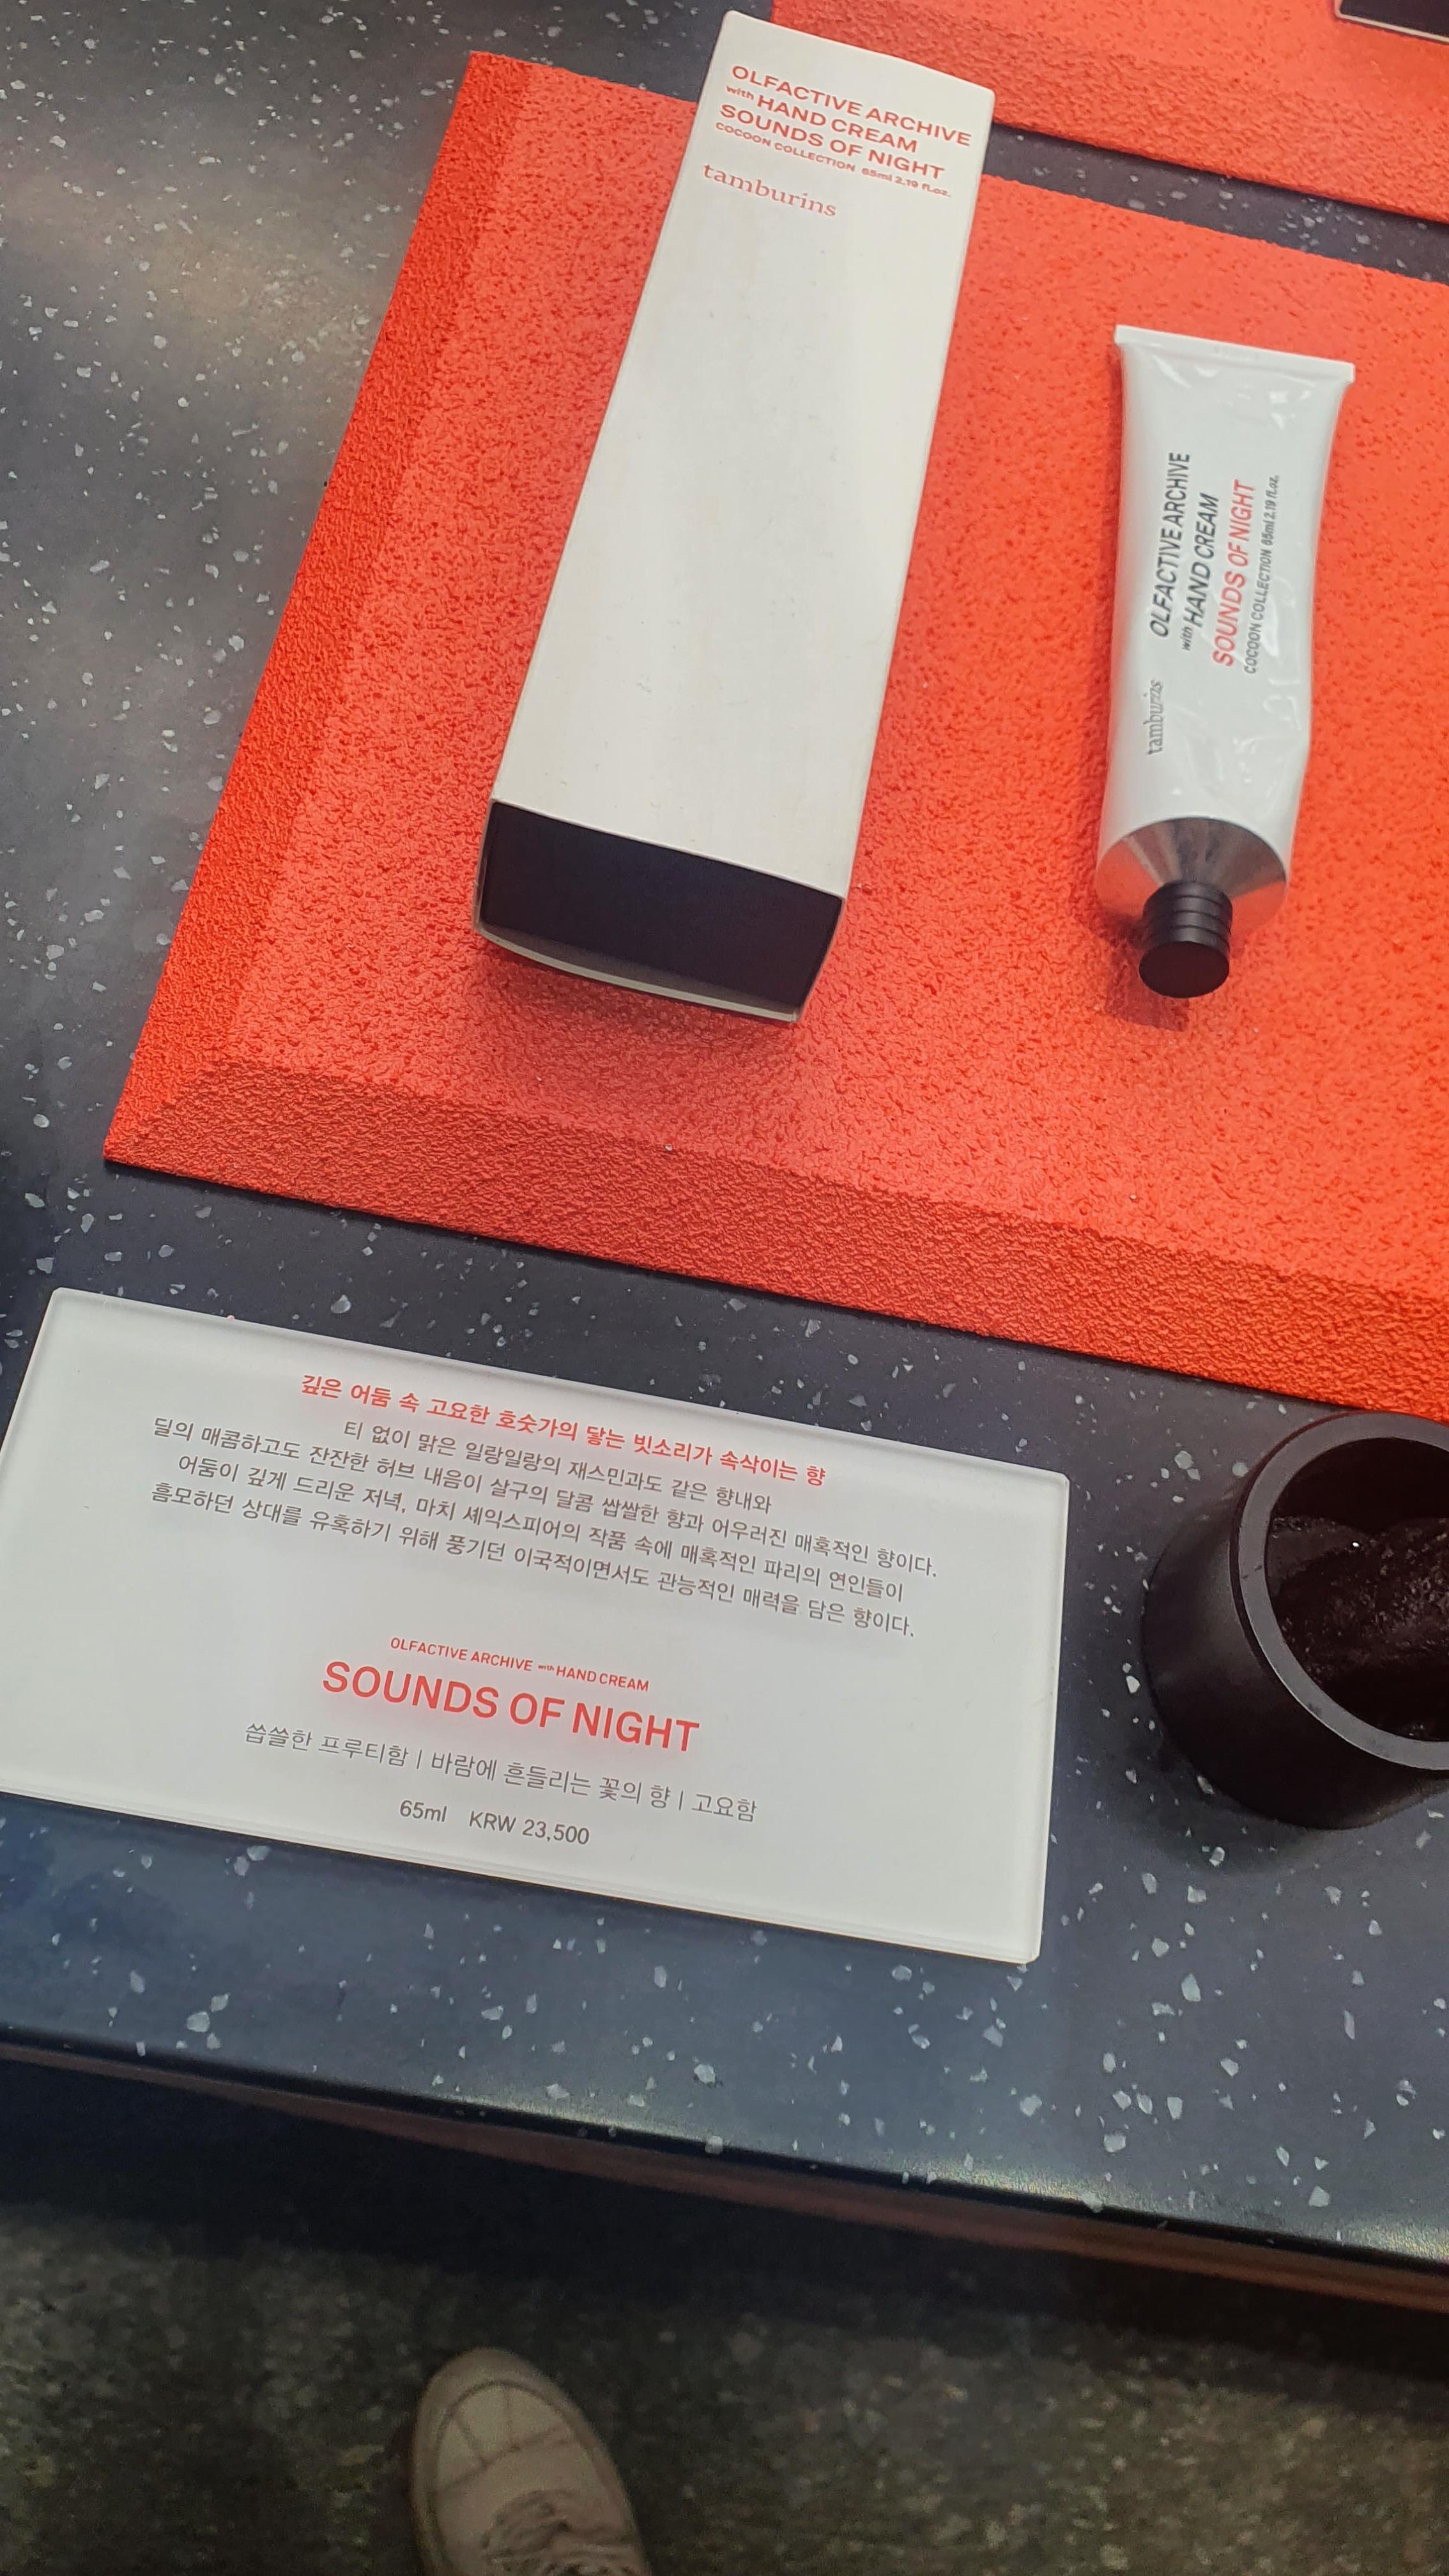 OLFACTIVE ARCHIVE
with HAND CREAM
SOUNDS OF NIGHT
COCOON COLLECTION 65ml 2.19 fl.oz.
tamburins
OLFACTIVE ARCHIVE
with HAND CREAM
SOUNDS OF NIGHT
COCOON COLLECTION 65ml 2.19 fl.oz.
tamburins
깊은 어둠 속 고요한 호숫가의 닿는 빗소리가 속삭이는 향
티 없이 맑은 일랑일랑의 재스민과도 같은 향내와
딜의 매콤하고도 잔잔한 허브 내음이 살구의 달콤 쌉쌀한 향과 어우러진 매혹적인 향이다.
어둠이 깊게 드리운 저녁, 마치 셰익스피어의 작품 속에 매혹적인 파리의 연인들이
흠모하던 상대를 유혹하기 위해 풍기던 이국적이면서도 관능적인 매력을 담은 향이다.
OLFACTIVE ARCHIVE with HAND CREAM
SOUNDS OF NIGHT
씁쓸한 프루티함 | 바람에 흔들리는 꽃의 향 | 고요함
65ml KRW 23,500